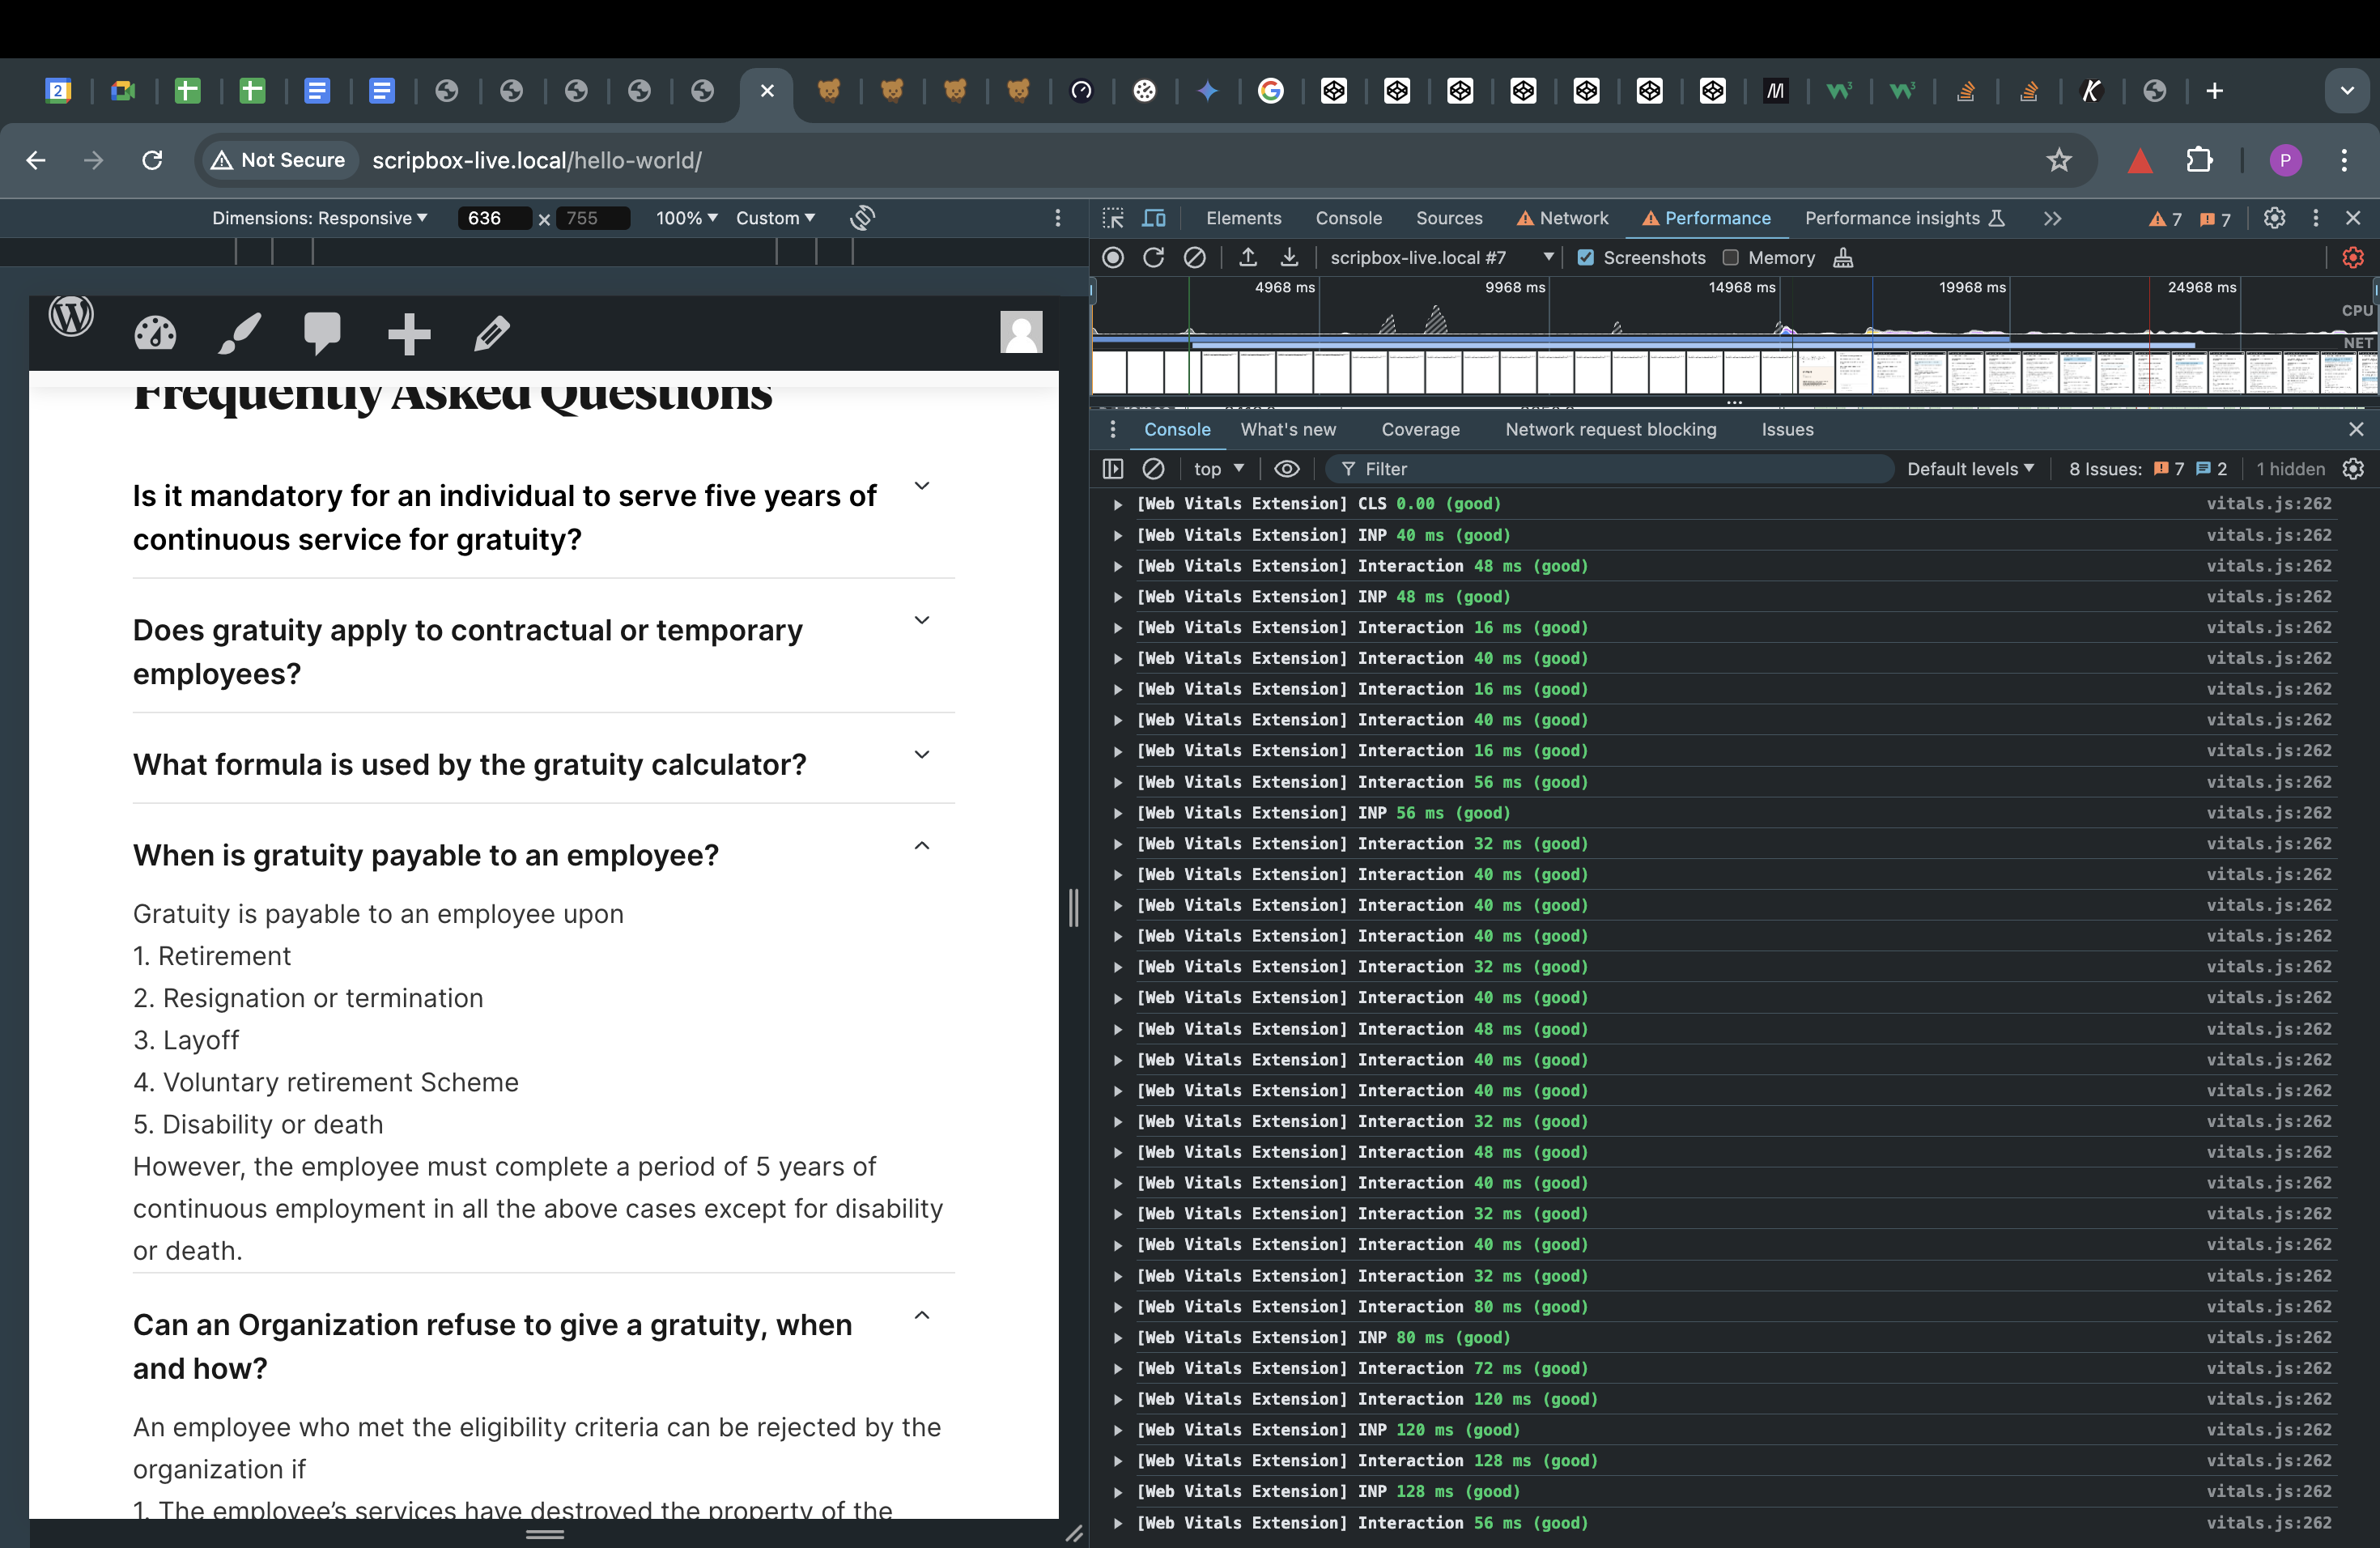 2
Not Secure
scripbox-live.local/hello-world/
P
Dimensions: Responsive
636 × 755
100%
Custom
Elements
Console
Sources
Network
Performance
Performance insights
7
7
scripbox-live.local #7
Screenshots
Memory
4968 ms
9968 ms
14968 ms
19968 ms
24968 ms
CPU
NET
Frequently Asked Questions
Is it mandatory for an individual to serve five years of
continuous service for gratuity?
Does gratuity apply to contractual or temporary
employees?
What formula is used by the gratuity calculator?
When is gratuity payable to an employee?
Gratuity is payable to an employee upon
1. Retirement
2. Resignation or termination
3. Layoff
4. Voluntary retirement Scheme
5. Disability or death
However, the employee must complete a period of 5 years of
continuous employment in all the above cases except for disability
or death.
Can an Organization refuse to give a gratuity, when
and how?
An employee who met the eligibility criteria can be rejected by the
organization if
1. The employee’s services have destroyed the property of the
Console
What's new
Coverage
Network request blocking
Issues
top
Filter
Default levels
8 Issues: 7 2
1 hidden
[Web Vitals Extension] CLS 0.00 (good) vitals.js:262
[Web Vitals Extension] INP 40 ms (good) vitals.js:262
[Web Vitals Extension] Interaction 48 ms (good) vitals.js:262
[Web Vitals Extension] INP 48 ms (good) vitals.js:262
[Web Vitals Extension] Interaction 16 ms (good) vitals.js:262
[Web Vitals Extension] Interaction 40 ms (good) vitals.js:262
[Web Vitals Extension] Interaction 16 ms (good) vitals.js:262
[Web Vitals Extension] Interaction 40 ms (good) vitals.js:262
[Web Vitals Extension] Interaction 16 ms (good) vitals.js:262
[Web Vitals Extension] Interaction 56 ms (good) vitals.js:262
[Web Vitals Extension] INP 56 ms (good) vitals.js:262
[Web Vitals Extension] Interaction 32 ms (good) vitals.js:262
[Web Vitals Extension] Interaction 40 ms (good) vitals.js:262
[Web Vitals Extension] Interaction 40 ms (good) vitals.js:262
[Web Vitals Extension] Interaction 40 ms (good) vitals.js:262
[Web Vitals Extension] Interaction 32 ms (good) vitals.js:262
[Web Vitals Extension] Interaction 40 ms (good) vitals.js:262
[Web Vitals Extension] Interaction 48 ms (good) vitals.js:262
[Web Vitals Extension] Interaction 40 ms (good) vitals.js:262
[Web Vitals Extension] Interaction 40 ms (good) vitals.js:262
[Web Vitals Extension] Interaction 32 ms (good) vitals.js:262
[Web Vitals Extension] Interaction 48 ms (good) vitals.js:262
[Web Vitals Extension] Interaction 40 ms (good) vitals.js:262
[Web Vitals Extension] Interaction 32 ms (good) vitals.js:262
[Web Vitals Extension] Interaction 40 ms (good) vitals.js:262
[Web Vitals Extension] Interaction 32 ms (good) vitals.js:262
[Web Vitals Extension] Interaction 80 ms (good) vitals.js:262
[Web Vitals Extension] INP 80 ms (good) vitals.js:262
[Web Vitals Extension] Interaction 72 ms (good) vitals.js:262
[Web Vitals Extension] Interaction 120 ms (good) vitals.js:262
[Web Vitals Extension] INP 120 ms (good) vitals.js:262
[Web Vitals Extension] Interaction 128 ms (good) vitals.js:262
[Web Vitals Extension] INP 128 ms (good) vitals.js:262
[Web Vitals Extension] Interaction 56 ms (good) vitals.js:262